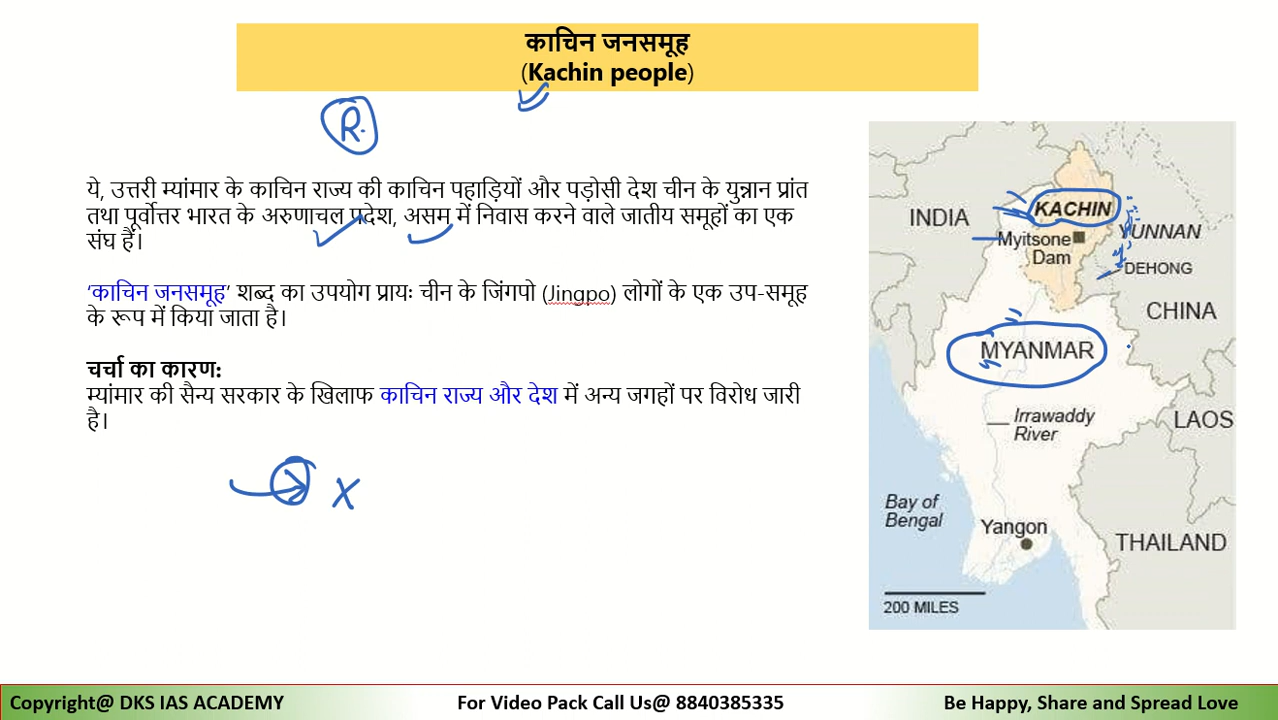 काचिन जनसमूह
(Kachin people)
R.
ये, उत्तरी म्यांमार के काचिन राज्य की काचिन पहाड़ियों और पड़ोसी देश चीन के युन्नान प्रांत
तथा पूर्वोत्तर भारत के अरुणाचल प्रदेश, असम में निवास करने वाले जातीय समूहों का एक
संघ हैं।
‘काचिन जनसमूह’ शब्द का उपयोग प्रायः चीन के जिंगपो (Jingpo) लोगों के एक उप-समूह
के रूप में किया जाता है।
चर्चा का कारण:
म्यांमार की सैन्य सरकार के खिलाफ काचिन राज्य और देश में अन्य जगहों पर विरोध जारी
है।
X
INDIA
KACHIN
Myitsone
Dam
YUNNAN
DEHONG
CHINA
MYANMAR
Irrawaddy
River
LAOS
Bay of
Bengal
Yangon
THAILAND
200 MILES
Copyright@ DKS IAS ACADEMY
For Video Pack Call Us@ 8840385335
Be Happy, Share and Spread Love